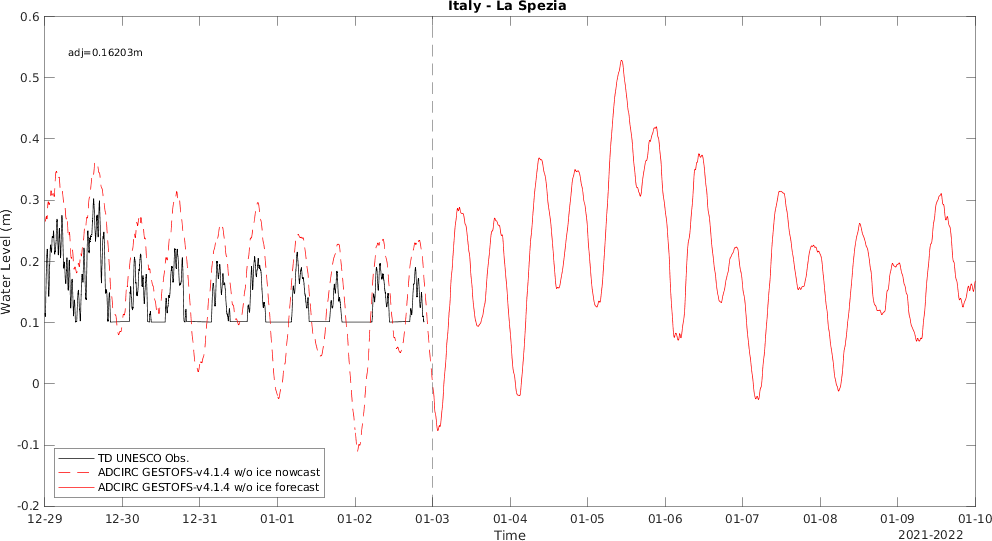 Italy - La Spezia
adj=0.16203m
Water Level (m)
0.6
0.5
0.4
0.3
0.2
0.1
0
-0.1
-0.2
TD UNESCO Obs.
ADCIRC GESTOFS-v4.1.4 w/o ice nowcast
ADCIRC GESTOFS-v4.1.4 w/o ice forecast
12-29 12-30 12-31 01-01 01-02 01-03 01-04 01-05 01-06 01-07 01-08 01-09 01-10
Time
2021-2022